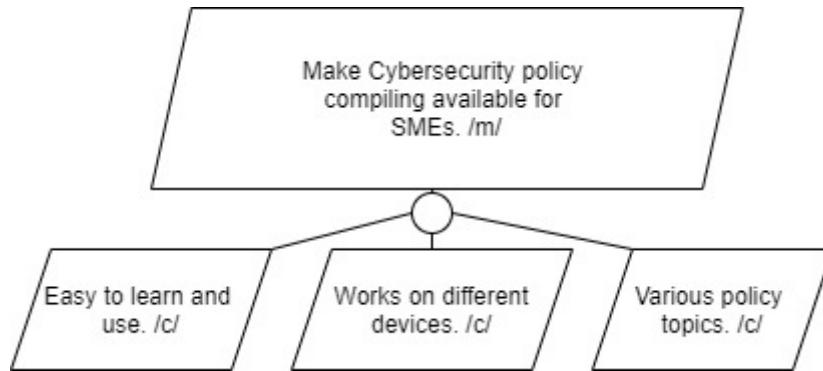 Make Cybersecurity policy
compiling available for
SMEs. /m/
Easy to learn and
use. /c/
Works on different
devices. /c/
Various policy
topics. /c/